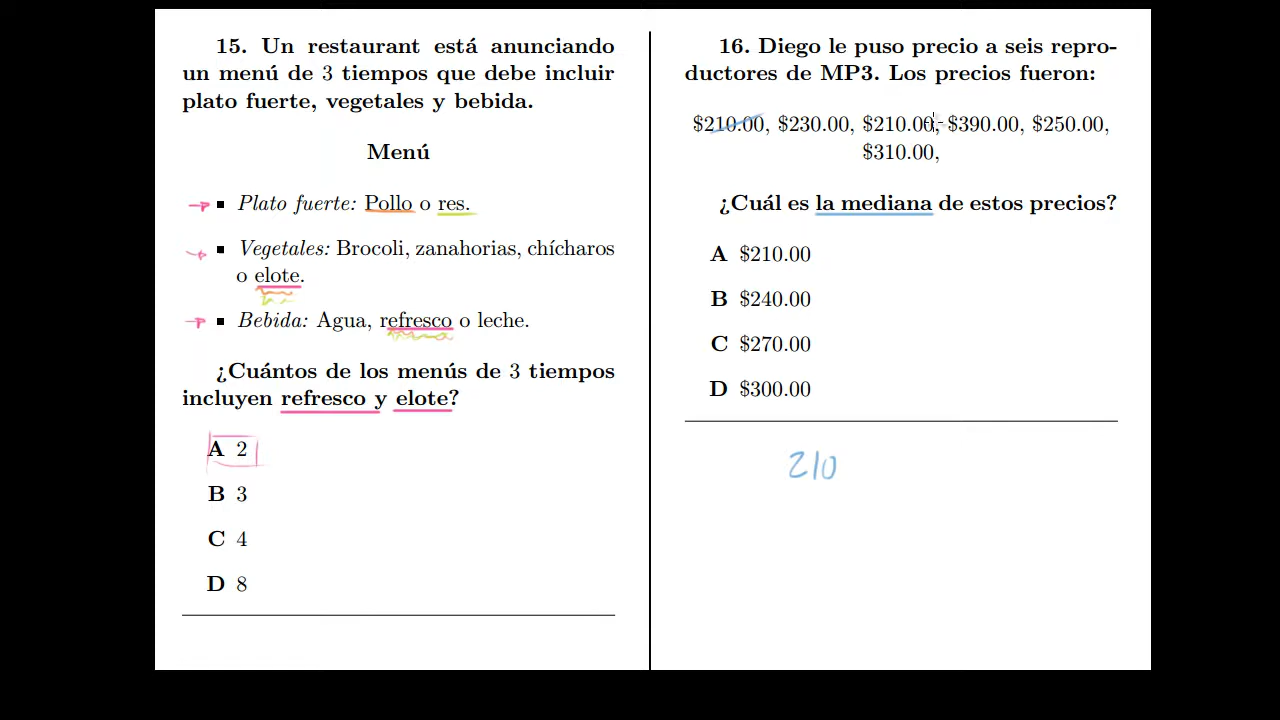 15. Un restaurant está anunciando
un menú de 3 tiempos que debe incluir
plato fuerte, vegetales y bebida.
Menú
▪ Plato fuerte: Pollo o res.
▪ Vegetales: Brocoli, zanahorias, chícharos
o elote.
▪ Bebida: Agua, refresco o leche.
¿Cuántos de los menús de 3 tiempos
incluyen refresco y elote?
A 2
B 3
C 4
D 8
16. Diego le puso precio a seis repro-
ductores de MP3. Los precios fueron:
$210.00, $230.00, $210.00, $390.00, $250.00,
$310.00,
¿Cuál es la mediana de estos precios?
A $210.00
B $240.00
C $270.00
D $300.00
210